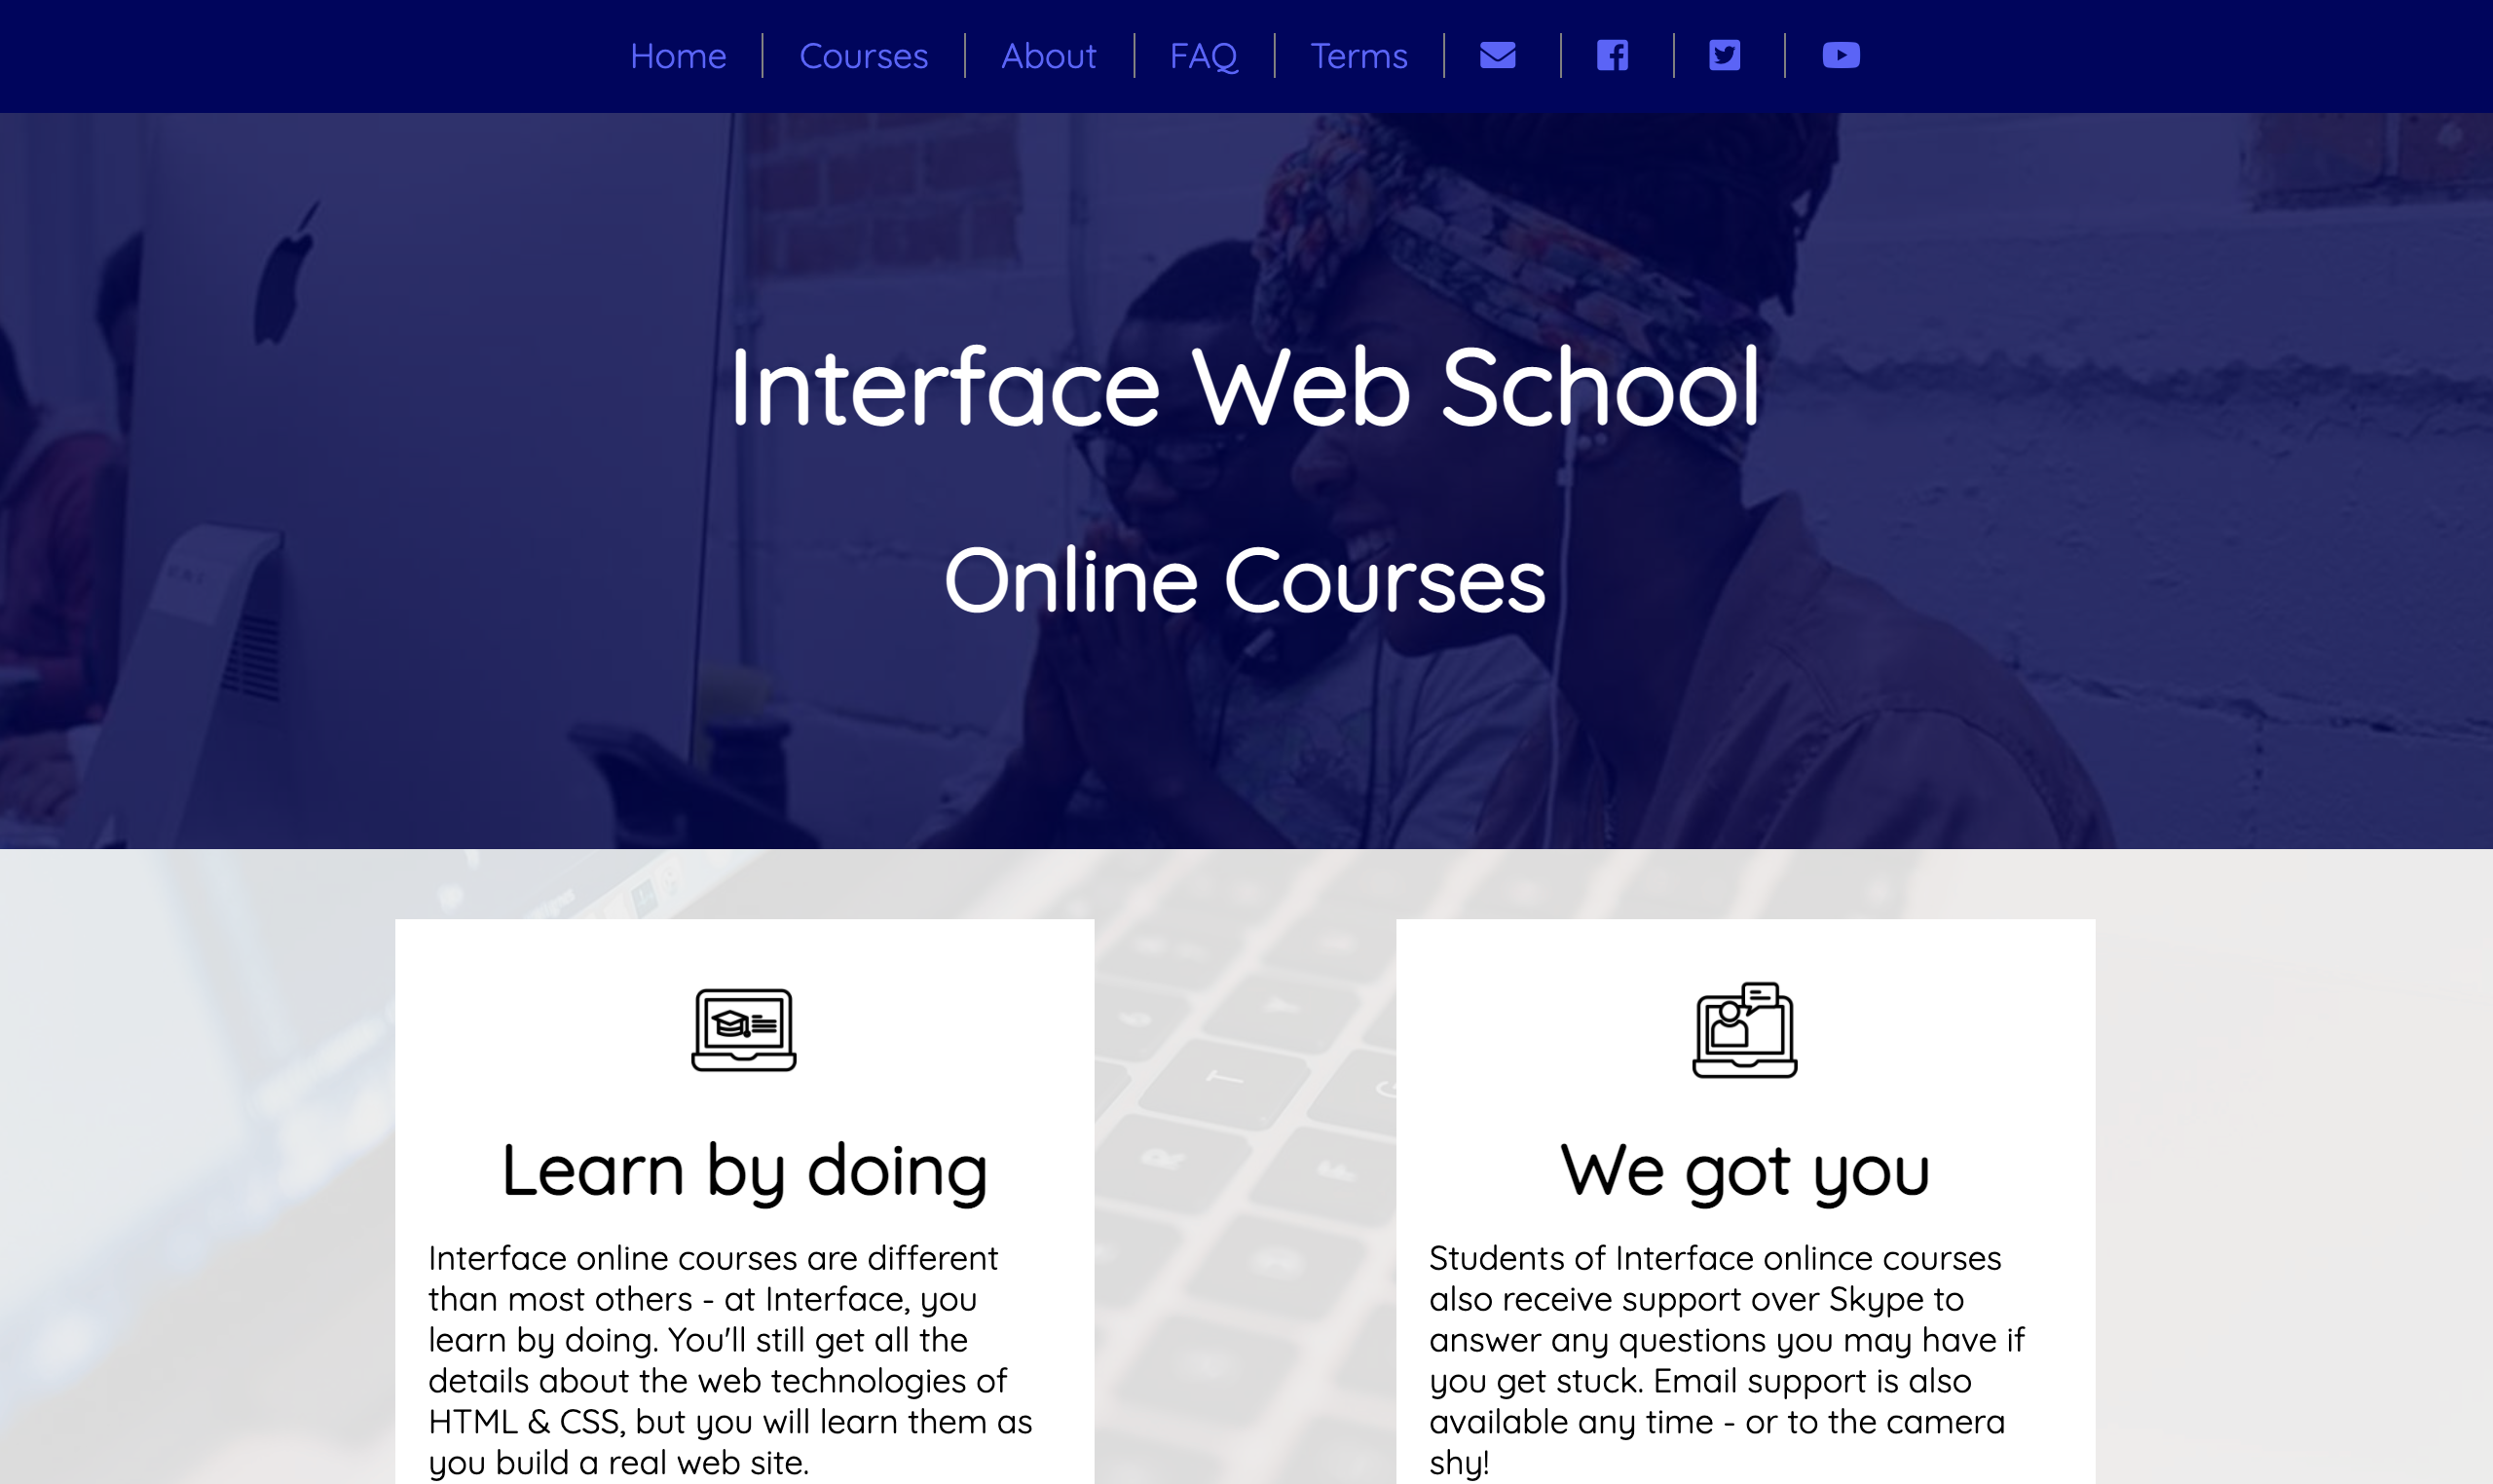 Home Courses About FAQ Terms
Interface Web School
Online Courses
Learn by doing
Interface online courses are different
than most others - at Interface, you
learn by doing. You'll still get all the
details about the web technologies of
HTML & CSS, but you will learn them as
you build a real web site.
We got you
Students of Interface onlince courses
also receive support over Skype to
answer any questions you may have if
you get stuck. Email support is also
available any time - or to the camera
shy!
T
R
F